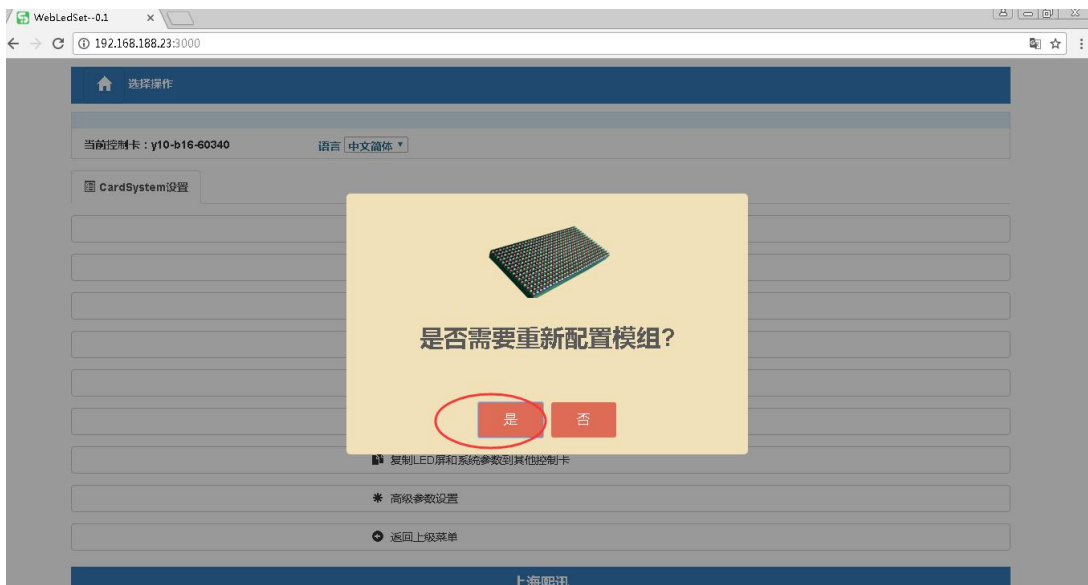 WebLedSet--0.1
192.168.188.23:3000
选择操作
当前控制卡：y10-b16-60340 语言 中文简体
CardSystem设置
是否需要重新配置模组？
是 否
复制LED屏和系统参数到其他控制卡
高级参数设置
返回上级菜单
上海熙讯